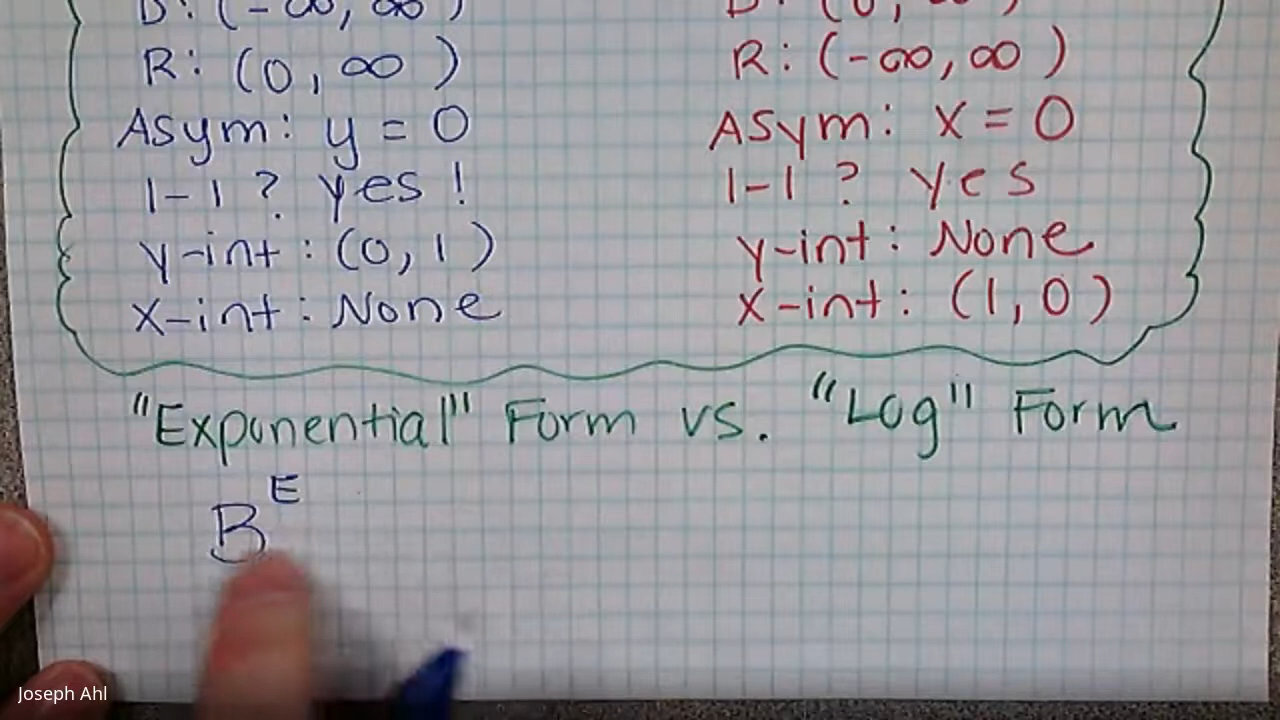 D: (-∞, ∞)
R: (0, ∞)
Asym: y = 0
1-1 ? yes !
y-int : (0, 1)
x-int : None
D: (0, ∞)
R: (-∞, ∞)
Asym: x = 0
1-1 ? yes
y-int : None
x-int : (1, 0)
"Exponential" Form vs. "Log" Form
B^E
Joseph Ahl